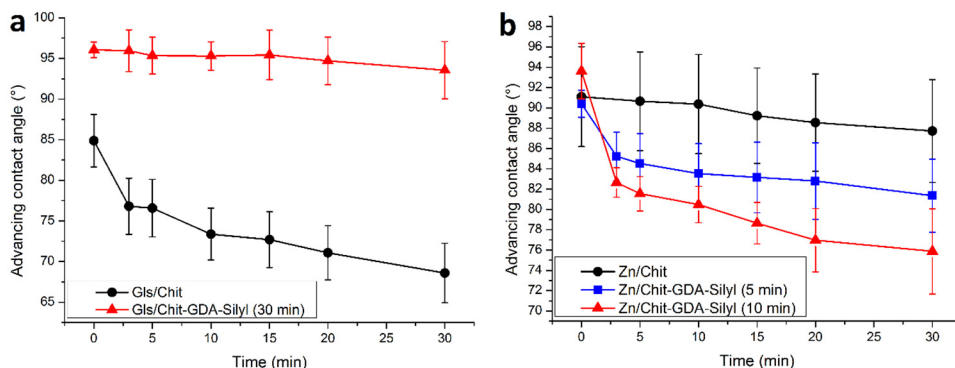 a
Advancing contact angle (°)
100
95
90
85
80
75
70
65
Gls/Chit
Gls/Chit-GDA-Silyl (30 min)
0 5 10 15 20 25 30
Time (min)
b
Advancing contact angle (°)
98
96
94
92
90
88
86
84
82
80
78
76
74
72
70
Zn/Chit
Zn/Chit-GDA-Silyl (5 min)
Zn/Chit-GDA-Silyl (10 min)
0 5 10 15 20 25 30
Time (min)